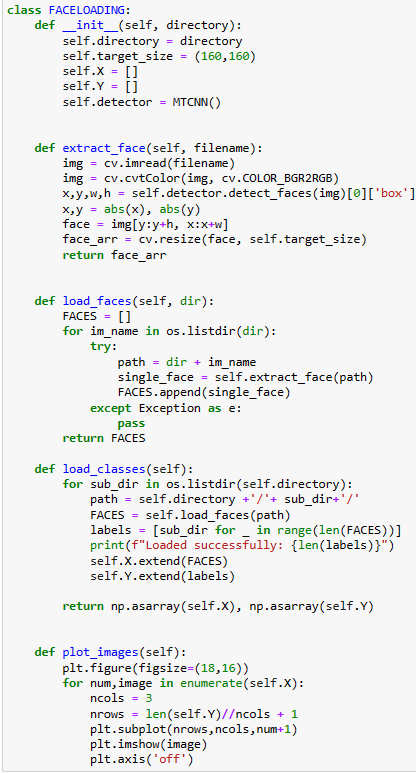 class FACELOADING:
    def __init__(self, directory):
        self.directory = directory
        self.target_size = (160,160)
        self.X = []
        self.Y = []
        self.detector = MTCNN()


    def extract_face(self, filename):
        img = cv.imread(filename)
        img = cv.cvtColor(img, cv.COLOR_BGR2RGB)
        x,y,w,h = self.detector.detect_faces(img)[0]['box']
        x,y = abs(x), abs(y)
        face = img[y:y+h, x:x+w]
        face_arr = cv.resize(face, self.target_size)
        return face_arr


    def load_faces(self, dir):
        FACES = []
        for im_name in os.listdir(dir):
            try:
                path = dir + im_name
                single_face = self.extract_face(path)
                FACES.append(single_face)
            except Exception as e:
                pass
        return FACES

    def load_classes(self):
        for sub_dir in os.listdir(self.directory):
            path = self.directory +'/'+ sub_dir+'/'
            FACES = self.load_faces(path)
            labels = [sub_dir for _ in range(len(FACES))]
            print(f"Loaded successfully: {len(labels)}")
            self.X.extend(FACES)
            self.Y.extend(labels)

        return np.asarray(self.X), np.asarray(self.Y)


    def plot_images(self):
        plt.figure(figsize=(18,16))
        for num,image in enumerate(self.X):
            ncols = 3
            nrows = len(self.Y)//ncols + 1
            plt.subplot(nrows,ncols,num+1)
            plt.imshow(image)
            plt.axis('off')